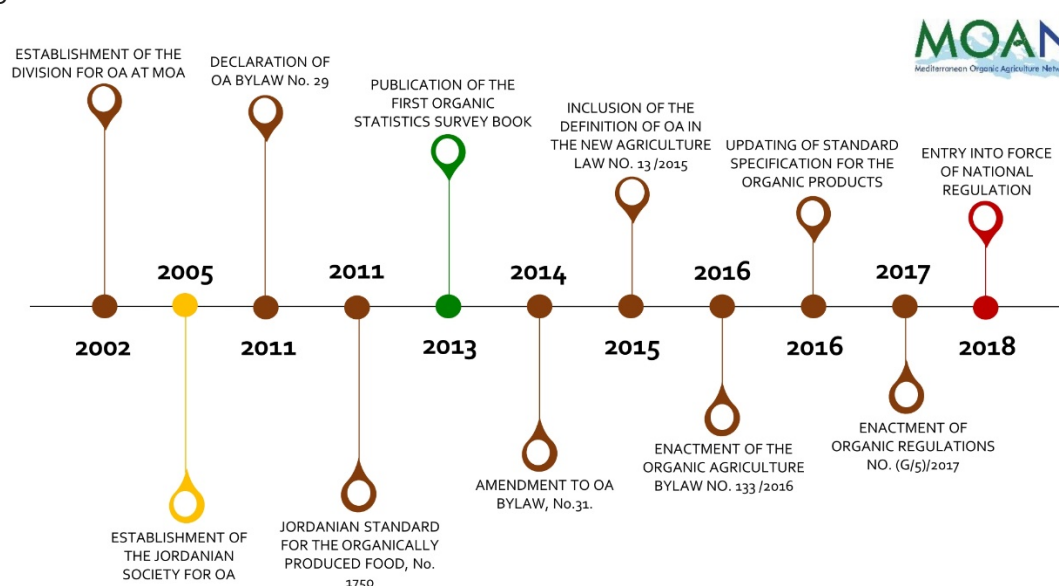 MOAN
Mediterranean Organic Agriculture
ESTABLISHMENT OF THE
DIVISION FOR OA AT MOA
DECLARATION OF
OA BYLAW No. 29
PUBLICATION OF THE
FIRST ORGANIC
STATISTICS SURVEY BOOK
INCLUSION OF THE
DEFINITION OF OA IN
THE NEW AGRICULTURE
LAW NO. 13/2015
UPDATING OF STANDARD
SPECIFICATION FOR THE
ORGANIC PRODUCTS
ENTRY INTO FORCE
OF NATIONAL
REGULATION
2005
2011
2014
2016
2017
2002
2011
2013
2015
2016
2018
ESTABLISHMENT OF
THE JORDANIAN
SOCIETY FOR OA
JORDANIAN STANDARD
FOR THE ORGANICALLY
PRODUCED FOOD, No.
1750
AMENDMENT TO OA
BYLAW, No.31.
ENACTMENT OF THE
ORGANIC AGRICULTURE
BYLAW NO. 133/2016
ENACTMENT OF
ORGANIC REGULATIONS
NO. (G/5)/2017